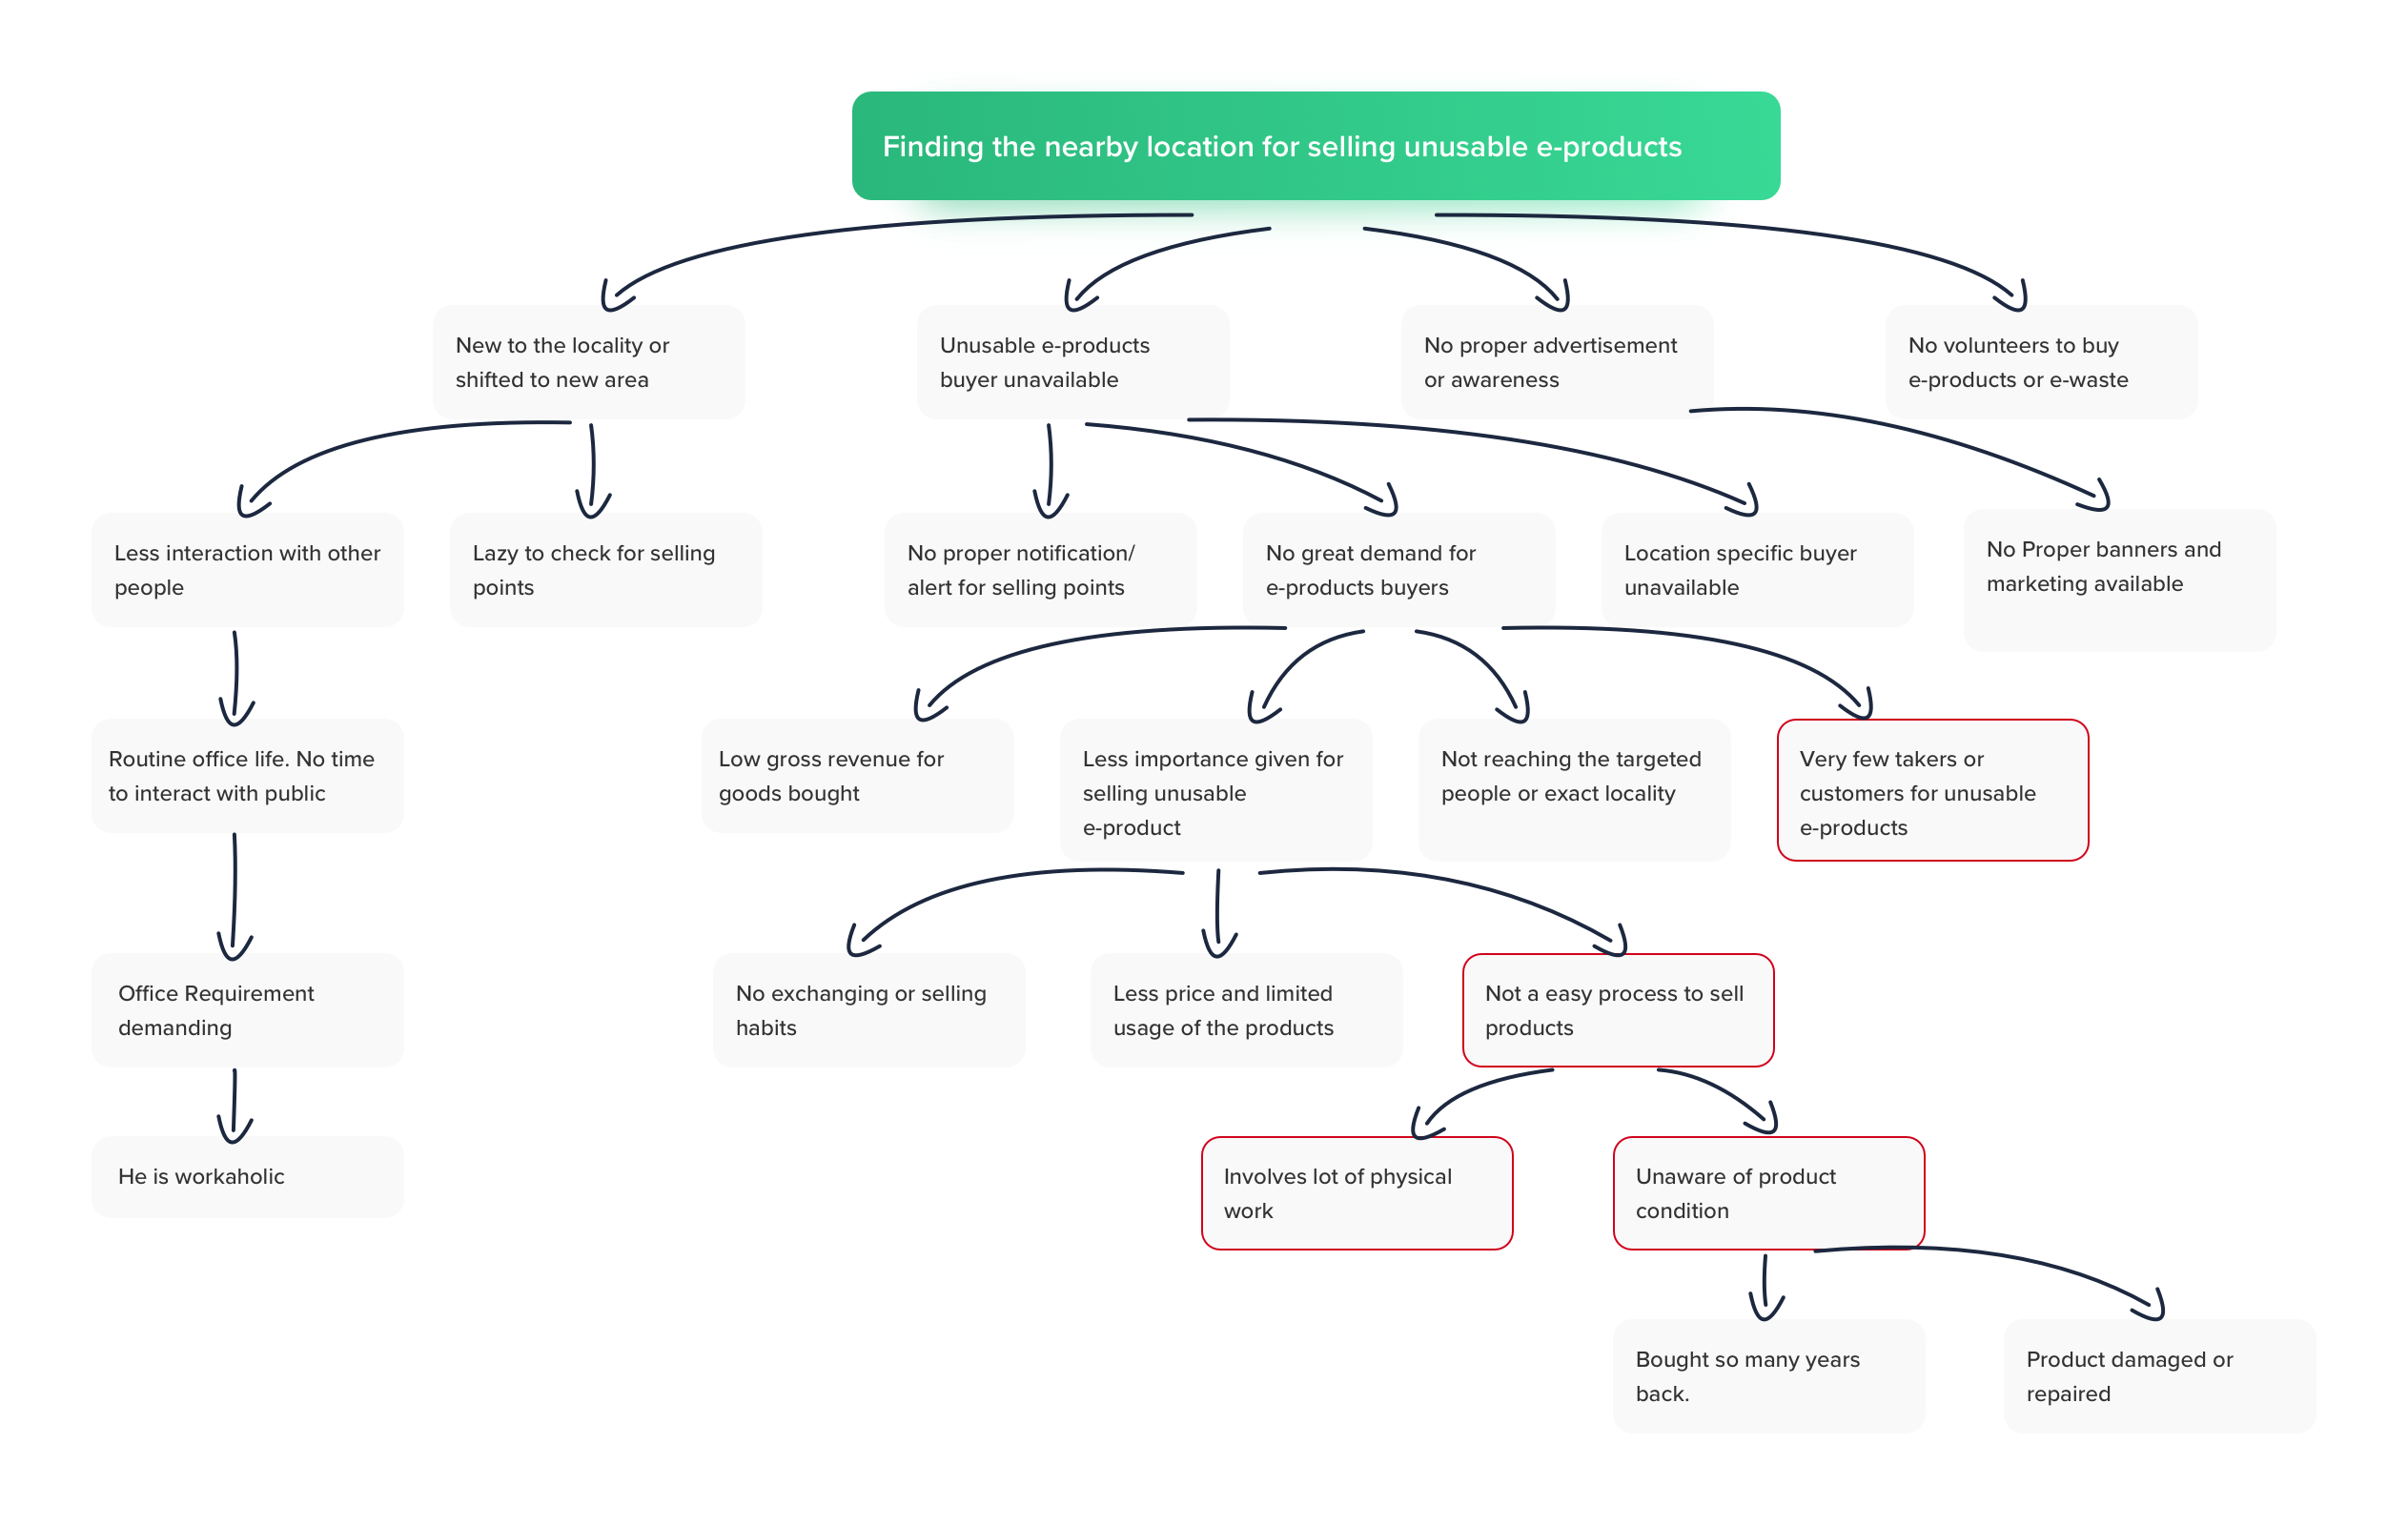 Finding the nearby location for selling unusable e-products
New to the locality or
shifted to new area
Unusable e-products
buyer unavailable
No proper advertisement
or awareness
No volunteers to buy
e-products or e-waste
Less interaction with other
people
Lazy to check for selling
points
No proper notification/
alert for selling points
No great demand for
e-products buyers
Location specific buyer
unavailable
No Proper banners and
marketing available
Routine office life. No time
to interact with public
Low gross revenue for
goods bought
Less importance given for
selling unusable
e-product
Not reaching the targeted
people or exact locality
Very few takers or
customers for unusable
e-products
Office Requirement
demanding
No exchanging or selling
habits
Less price and limited
usage of the products
Not a easy process to sell
products
He is workaholic
Involves lot of physical
work
Unaware of product
condition
Bought so many years
back.
Product damaged or
repaired